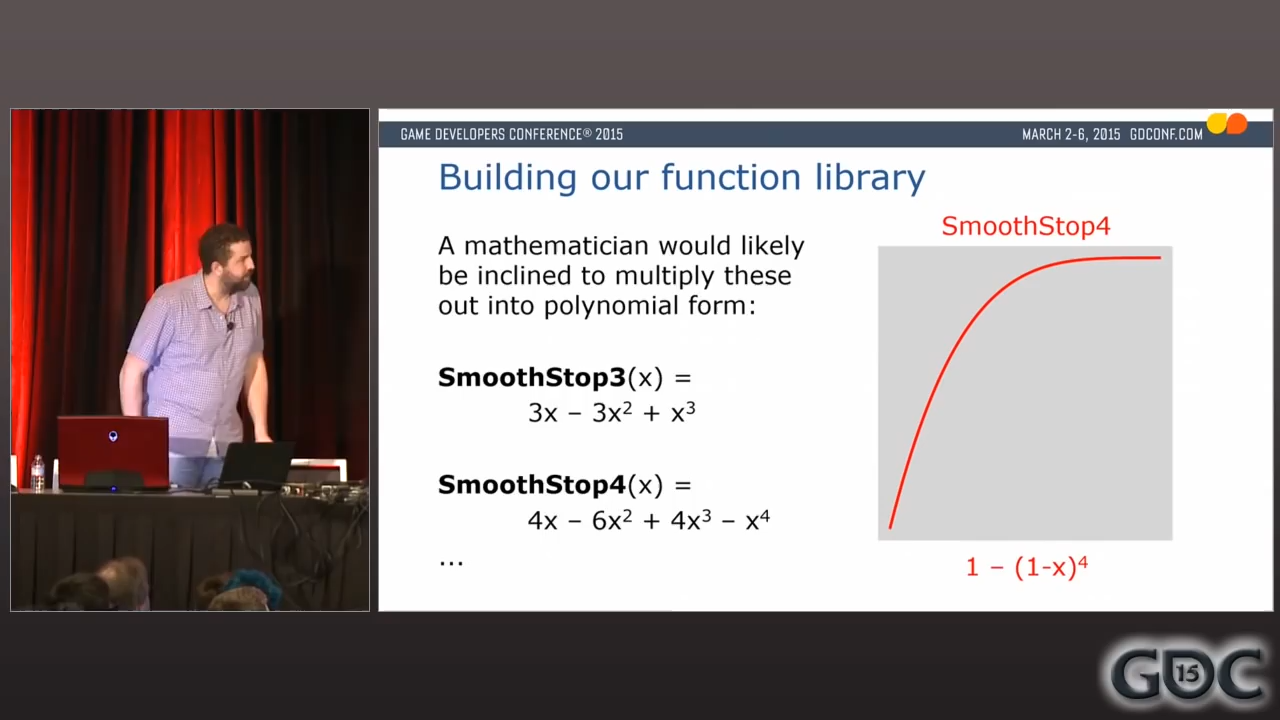 GAME DEVELOPERS CONFERENCE® 2015
MARCH 2-6, 2015 GDCONF.COM
Building our function library
A mathematician would likely
be inclined to multiply these
out into polynomial form:
SmoothStop3(x) =
3x – 3x² + x³
SmoothStop4(x) =
4x – 6x² + 4x³ – x⁴
...
SmoothStop4
1 – (1-x)⁴
GDC
15